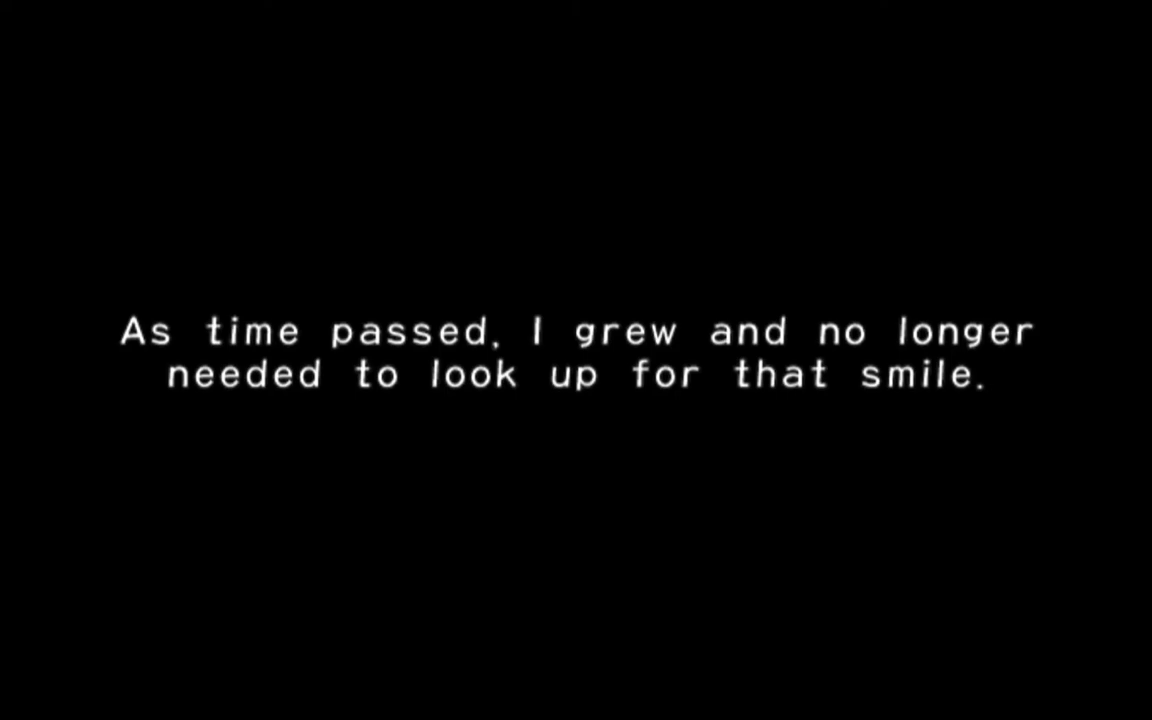 As time passed, I grew and no longer
needed to look up for that smile.